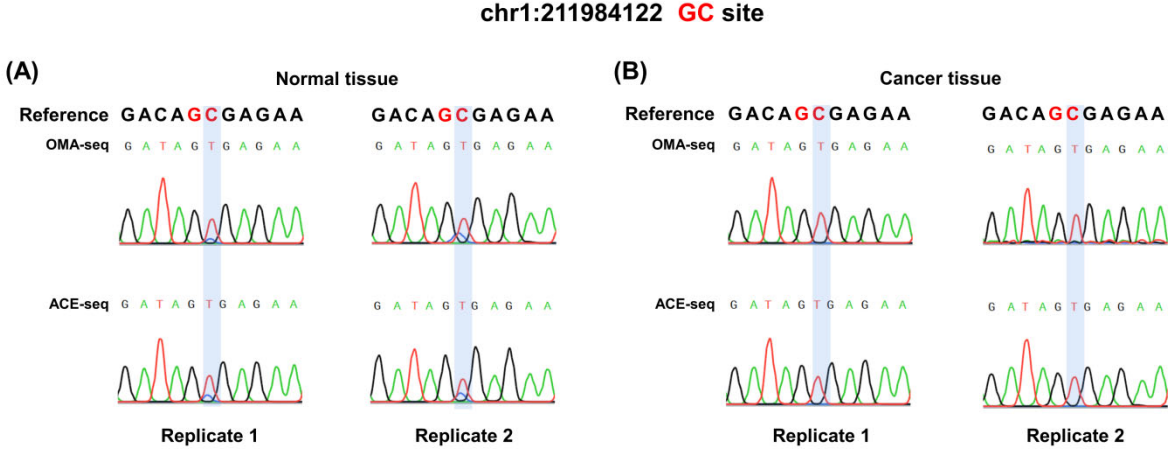 chr1:211984122 GC site
(A)
Normal tissue
Reference GACAGCGAGAA GACAGCGAGAA
OMA-seq G A T A G T G A G A A G A T A G T G A G A A
ACE-seq G A T A G T G A G A A G A T A G T G A G A A
Replicate 1 Replicate 2
(B)
Cancer tissue
Reference GACAGCGAGAA GACAGCGAGAA
OMA-seq G A T A G T G A G A A G A T A G T G A G A A
ACE-seq G A T A G T G A G A A G A T A G T G A G A A
Replicate 1 Replicate 2